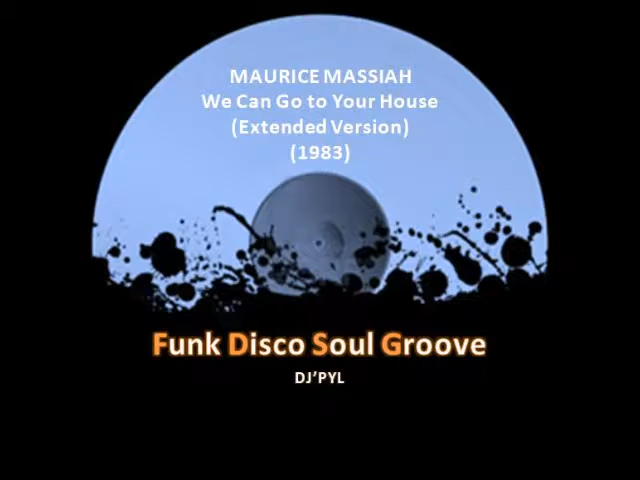 MAURICE MASSIAH
We Can Go to Your House
(Extended Version)
(1983)
Funk Disco Soul Groove
DJ’PYL